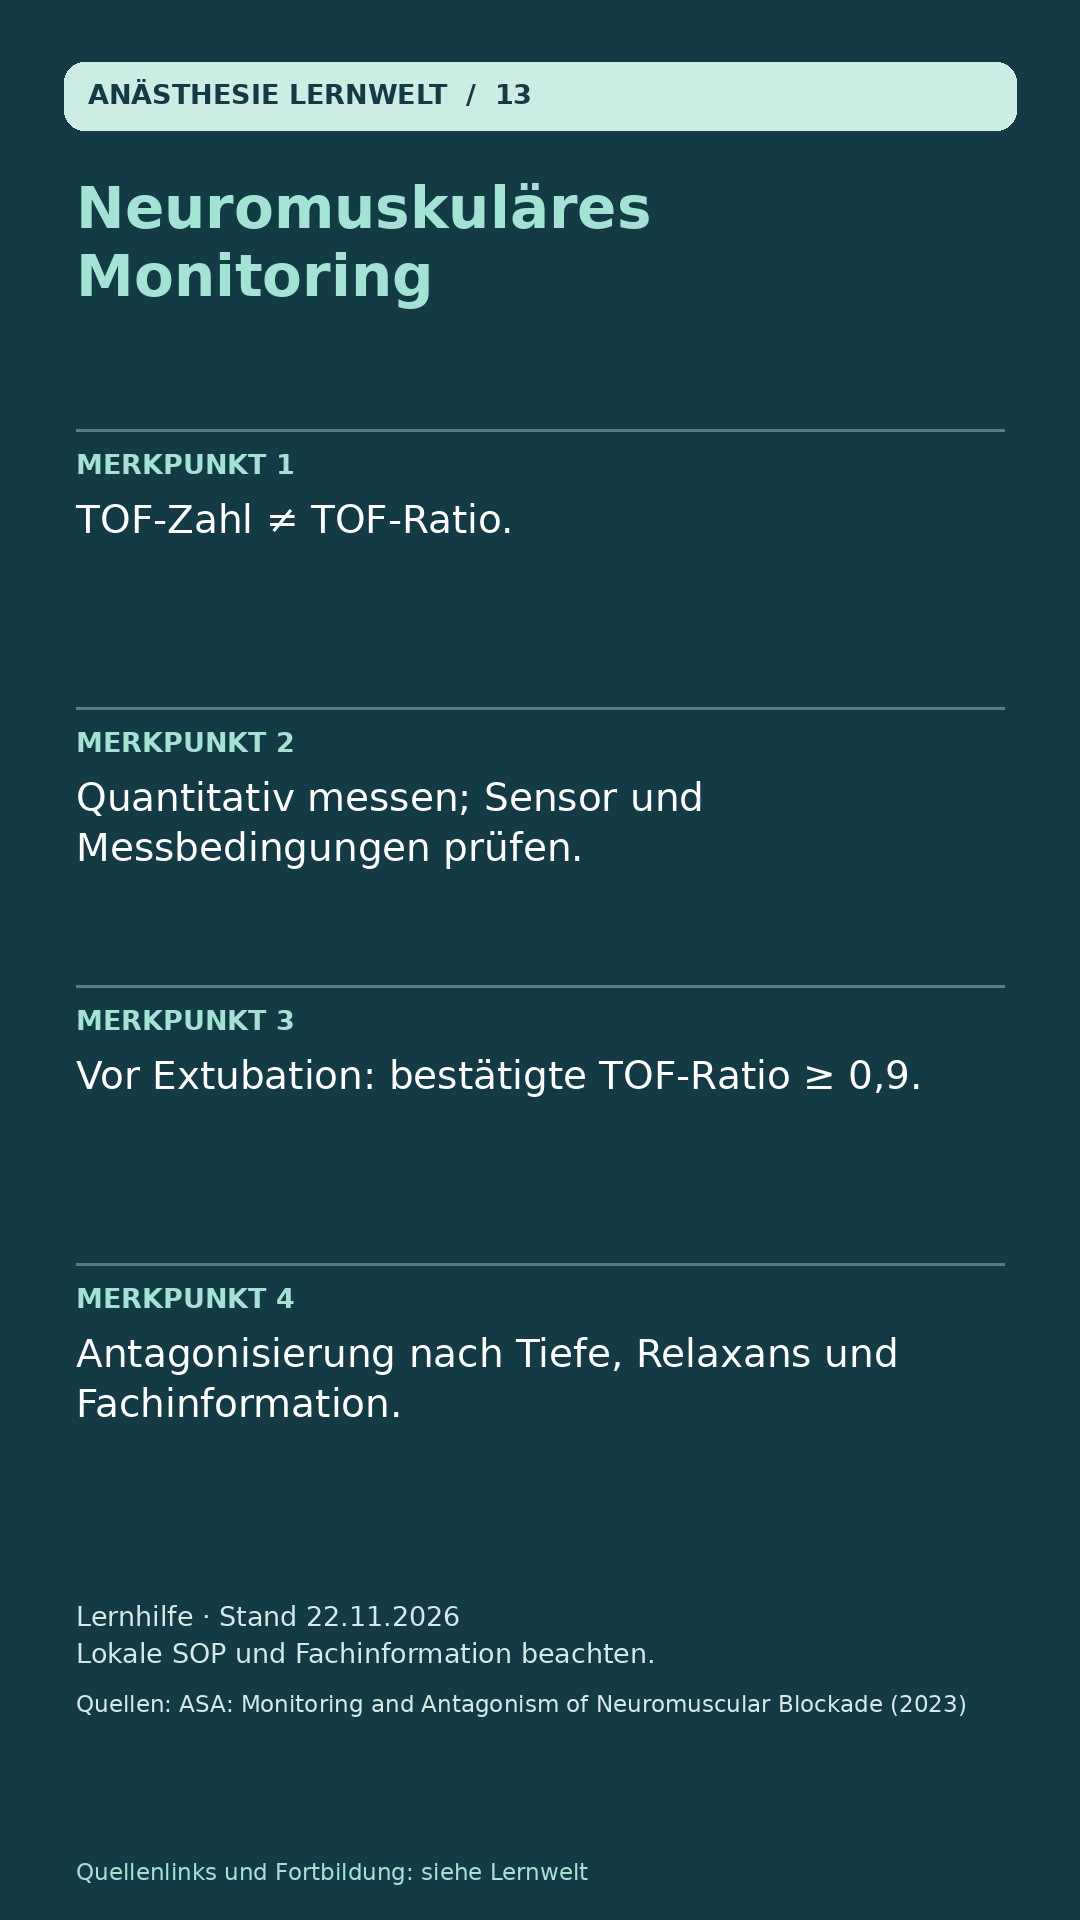 ANÄSTHESIE LERNWELT / 13
Neuromuskuläres
Monitoring
MERKPUNKT 1
TOF-Zahl ≠ TOF-Ratio.
MERKPUNKT 2
Quantitativ messen; Sensor und
Messbedingungen prüfen.
MERKPUNKT 3
Vor Extubation: bestätigte TOF-Ratio ≥ 0,9.
MERKPUNKT 4
Antagonisierung nach Tiefe, Relaxans und
Fachinformation.
Lernhilfe · Stand 22.11.2026
Lokale SOP und Fachinformation beachten.
Quellen: ASA: Monitoring and Antagonism of Neuromuscular Blockade (2023)
Quellenlinks und Fortbildung: siehe Lernwelt